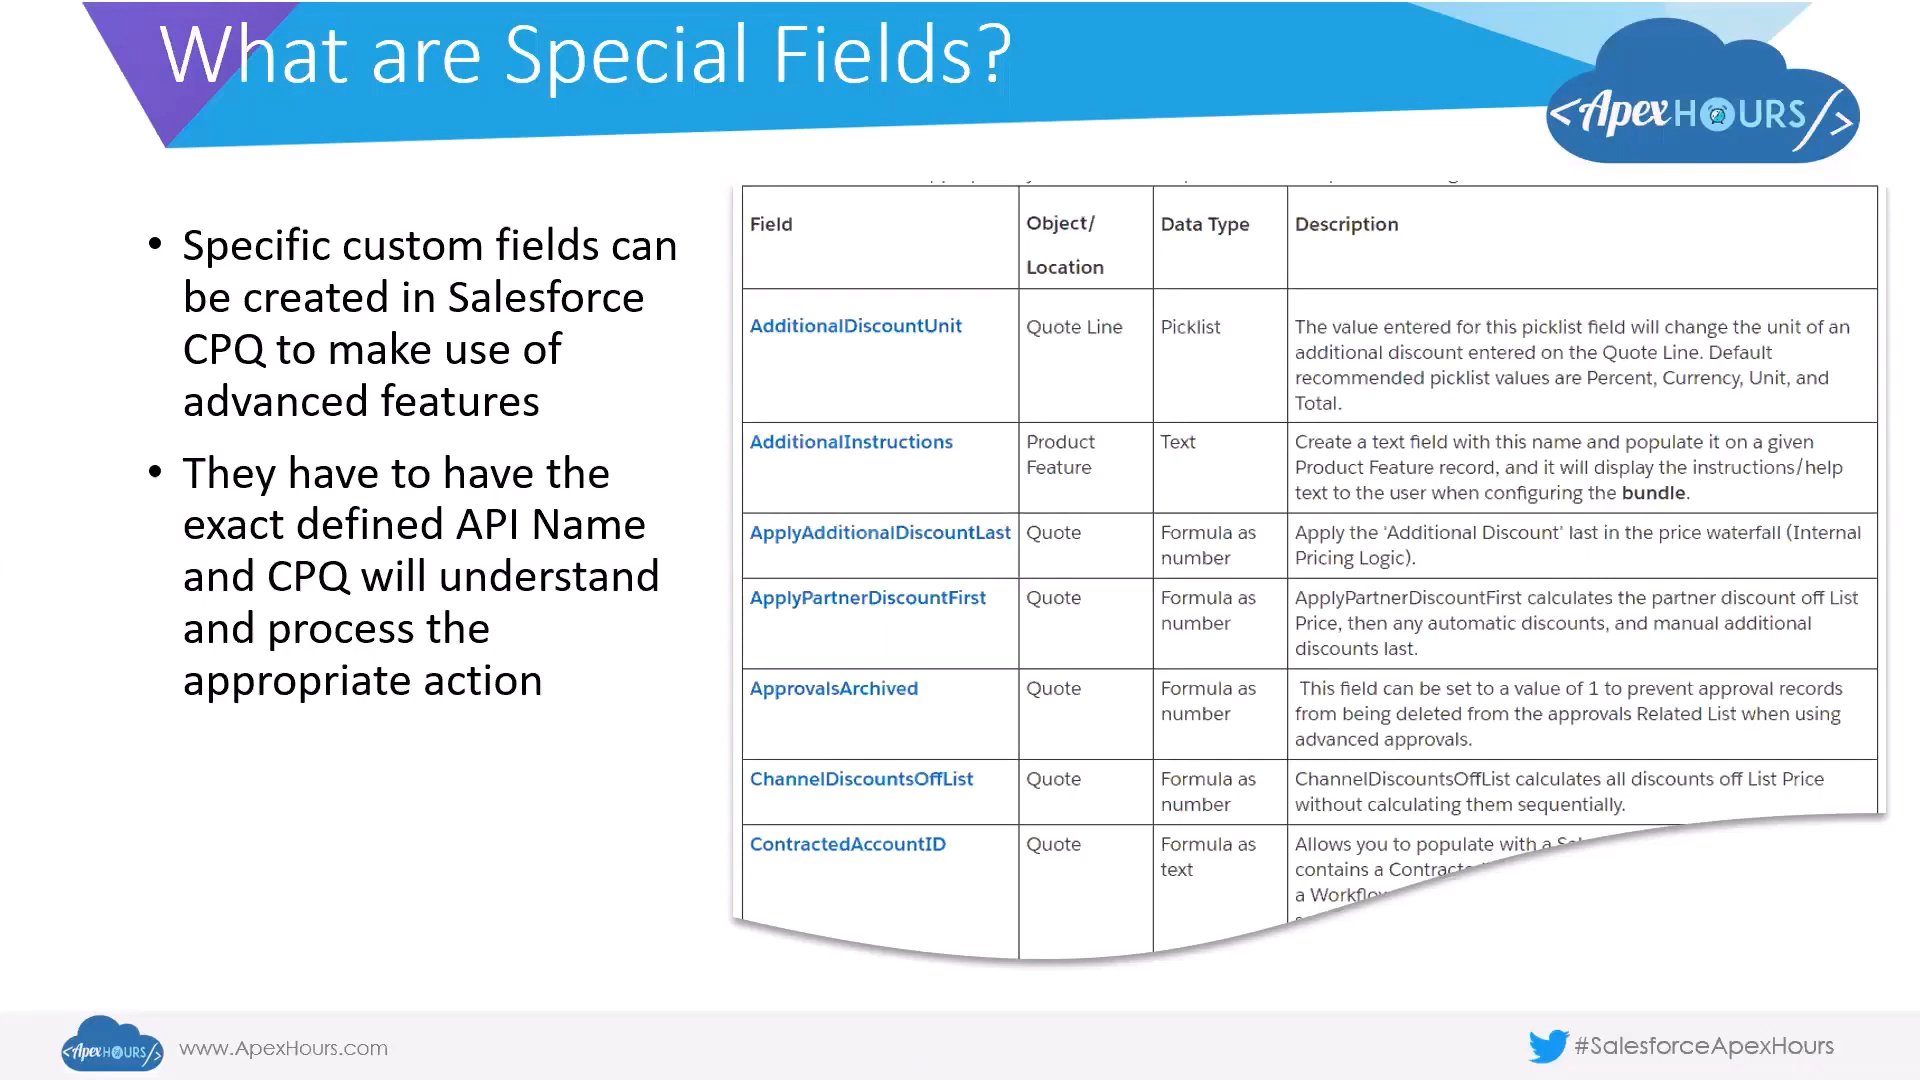 What are Special Fields?
<ApexHOURS/>
• Specific custom fields can
be created in Salesforce
CPQ to make use of
advanced features
• They have to have the
exact defined API Name
and CPQ will understand
and process the
appropriate action
Field
Object/
Location
Data Type
Description
AdditionalDiscountUnit
Quote Line
Picklist
The value entered for this picklist field will change the unit of an
additional discount entered on the Quote Line. Default
recommended picklist values are Percent, Currency, Unit, and
Total.
AdditionalInstructions
Product
Feature
Text
Create a text field with this name and populate it on a given
Product Feature record, and it will display the instructions/help
text to the user when configuring the bundle.
ApplyAdditionalDiscountLast
Quote
Formula as
number
Apply the 'Additional Discount' last in the price waterfall (Internal
Pricing Logic).
ApplyPartnerDiscountFirst
Quote
Formula as
number
ApplyPartnerDiscountFirst calculates the partner discount off List
Price, then any automatic discounts, and manual additional
discounts last.
ApprovalsArchived
Quote
Formula as
number
This field can be set to a value of 1 to prevent approval records
from being deleted from the approvals Related List when using
advanced approvals.
ChannelDiscountsOffList
Quote
Formula as
number
ChannelDiscountsOffList calculates all discounts off List Price
without calculating them sequentially.
ContractedAccountID
Quote
Formula as
text
Allows you to populate with a
contains a
a
<ApexHOURS/>
www.ApexHours.com
#SalesforceApexHours